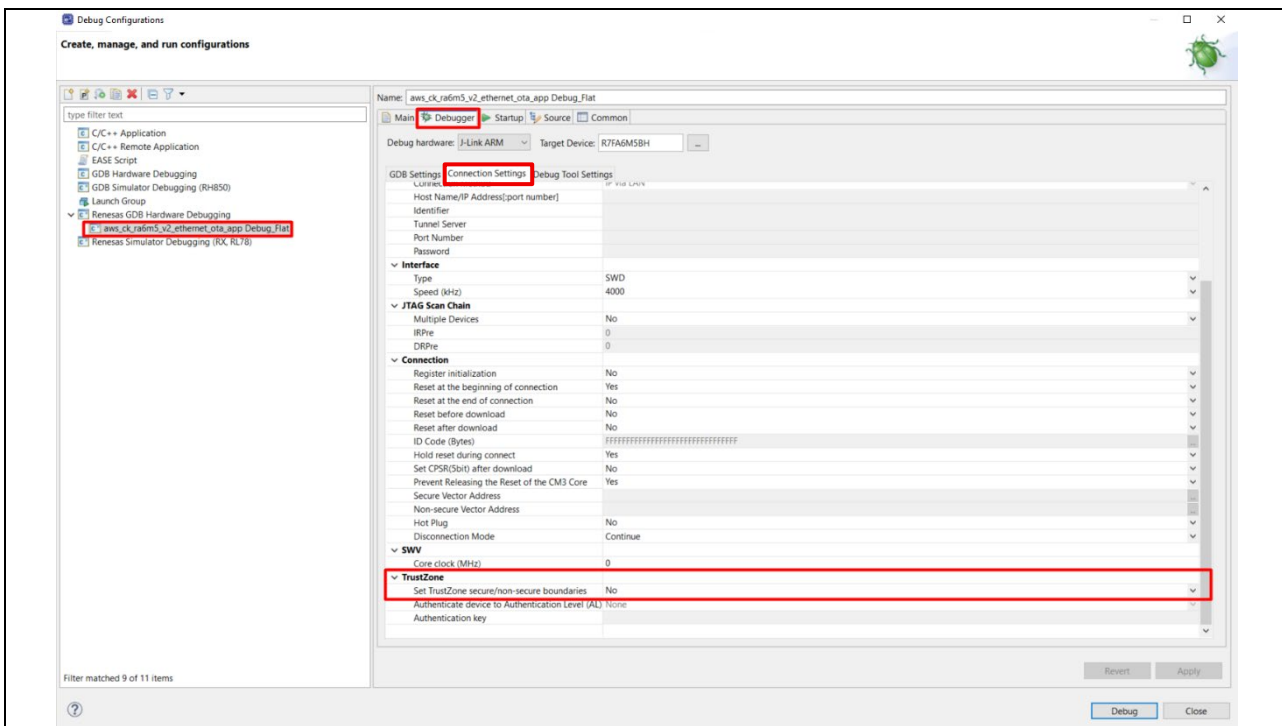 Debug Configurations
Create, manage, and run configurations
type filter text
C/C++ Application
C/C++ Remote Application
EASE Script
GDB Hardware Debugging
GDB Simulator Debugging (RH850)
Launch Group
Renesas GDB Hardware Debugging
aws_ck_ra6m5_v2_ethernet_ota_app Debug_Flat
Renesas Simulator Debugging (RX, RL78)
Filter matched 9 of 11 items
Name: aws_ck_ra6m5_v2_ethernet_ota_app Debug_Flat
Main Debugger Startup Source Common
Debug hardware: J-Link ARM Target Device: R7FA6M5BH ...
GDB Settings Connection Settings Debug Tool Settings
IP via LAN
Host Name/IP Address[:port number]
Identifier
Tunnel Server
Port Number
Password
Interface
Type SWD
Speed (kHz) 4000
JTAG Scan Chain
Multiple Devices No
IRPre 0
DRPre 0
Connection
Register initialization No
Reset at the beginning of connection Yes
Reset at the end of connection No
Reset before download No
Reset after download No
ID Code (Bytes) FFFFFFFFFFFFFFFFFFFFFFFFFFFFFFFF
Hold reset during connect Yes
Set CPSR(5bit) after download No
Prevent Releasing the Reset of the CM3 Core Yes
Secure Vector Address
Non-secure Vector Address
Hot Plug No
Disconnection Mode Continue
SWV
Core clock (MHz) 0
TrustZone
Set TrustZone secure/non-secure boundaries No
Authenticate device to Authentication Level (AL) None
Authentication key
Revert Apply
Debug Close